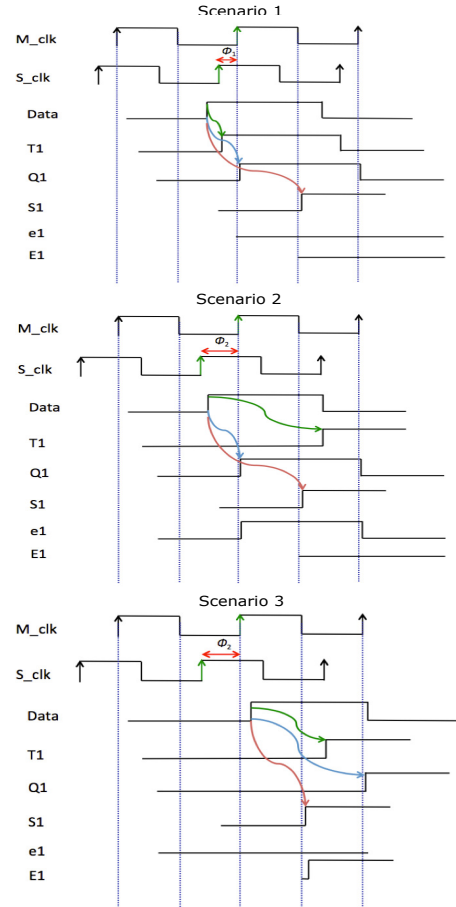 Scenario 1
M_clk
Φ1
S_clk
Data
T1
Q1
S1
e1
E1
Scenario 2
M_clk
Φ2
S_clk
Data
T1
Q1
S1
e1
E1
Scenario 3
M_clk
Φ2
S_clk
Data
T1
Q1
S1
e1
E1